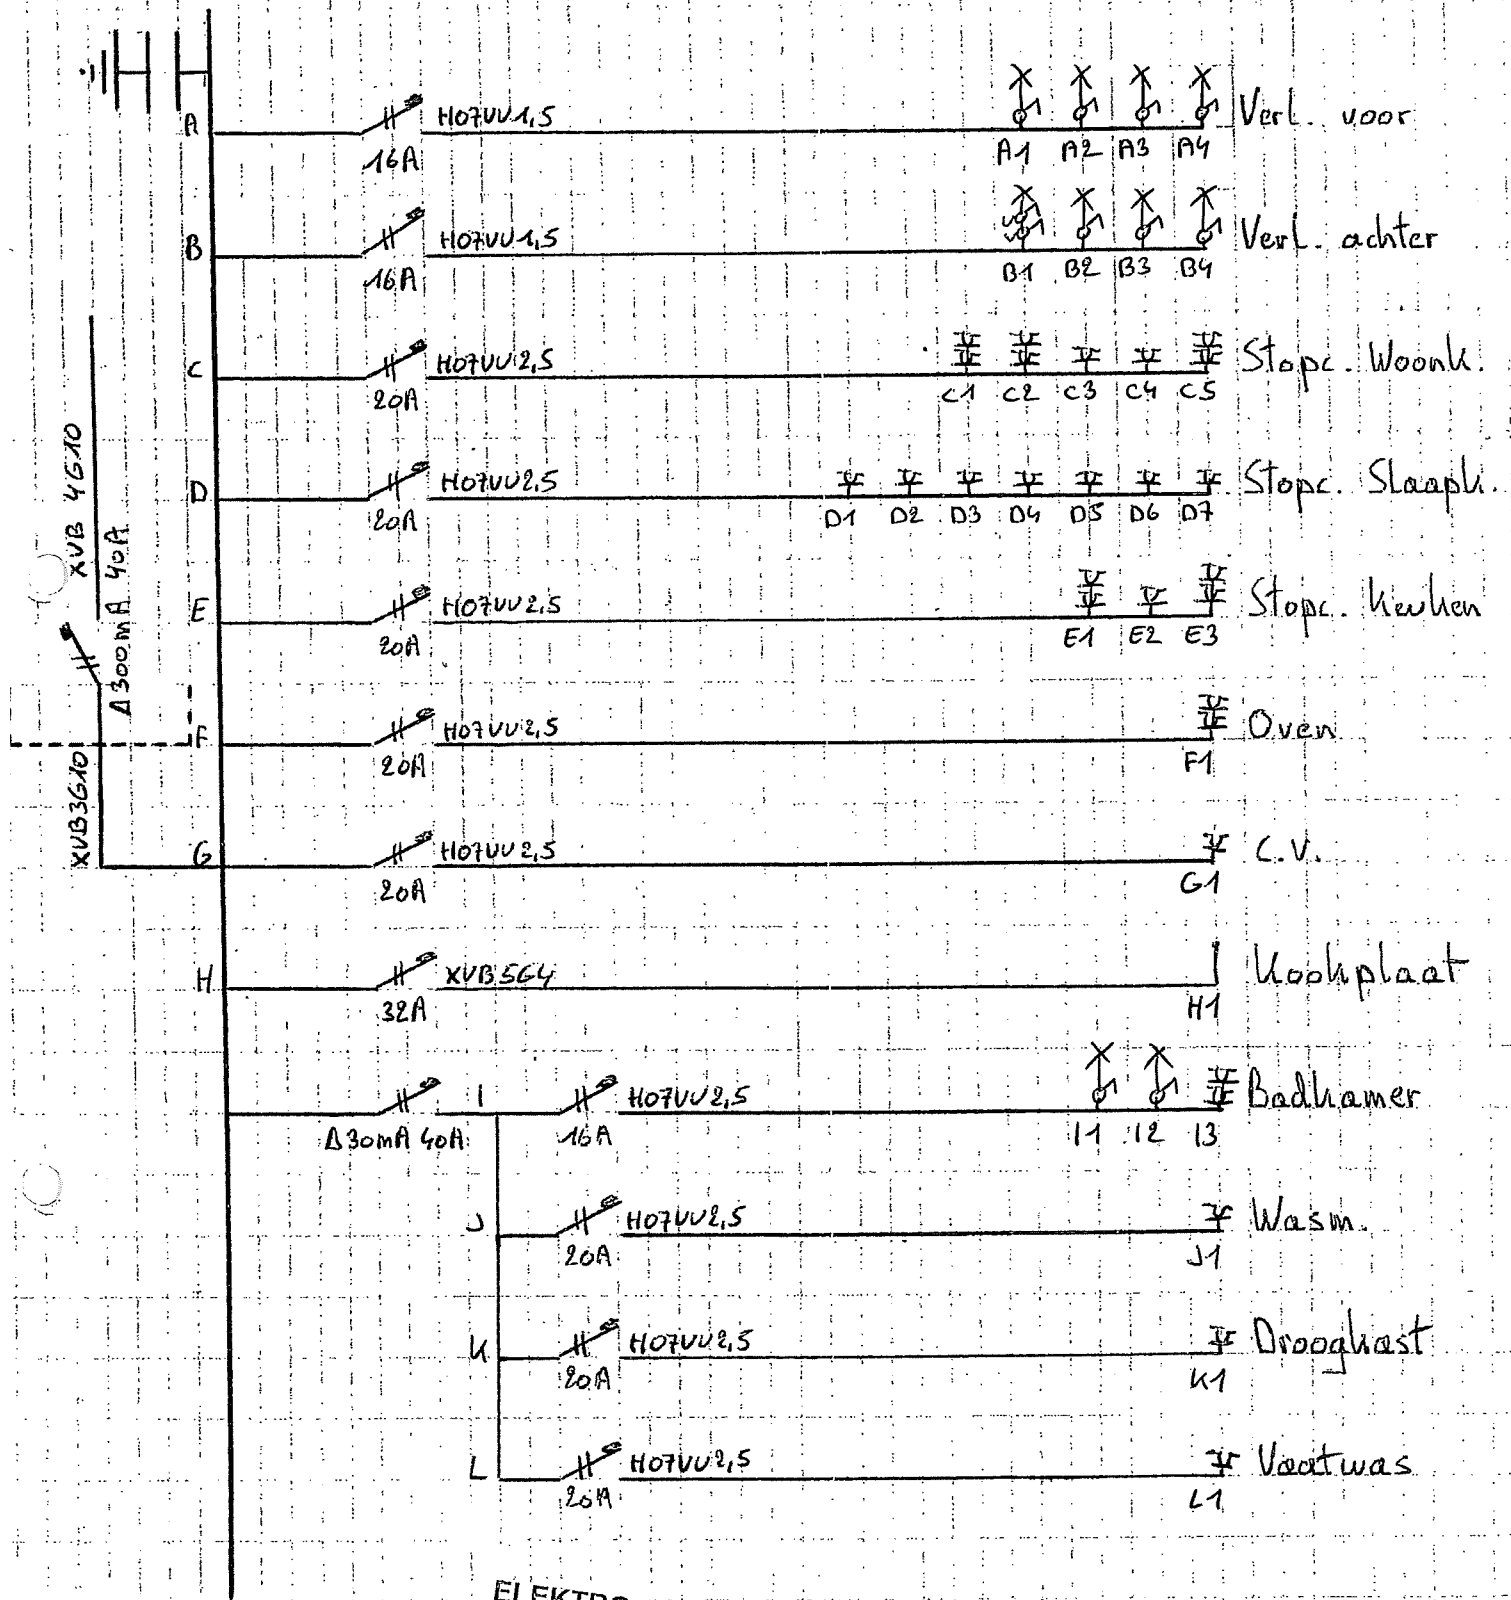 A H07VV1,5 Verl. voor
16A A1 A2 A3 A4
B H07VV1,5 Verl. achter
16A B1 B2 B3 B4
C H07VV2,5 Stopc. Woonk.
20A C1 C2 C3 C4 C5
XVB 4G10
Δ300mA 40A
D H07VV2,5 Stopc. Slaapk.
20A D1 D2 D3 D4 D5 D6 D7
E H07VV2,5 Stopc. Keuken
20A E1 E2 E3
F H07VV2,5 Oven
20A F1
XVB3G10
G H07VV2,5 C.V.
20A G1
H XVB5G4 Kookplaat
32A H1
I H07VV2,5 Badkamer
Δ30mA 40A 16A I1 I2 I3
J H07VV2,5 Wasm.
20A J1
K H07VV2,5 Droogkast
20A K1
L H07VV2,5 Vaatwas
20A L1